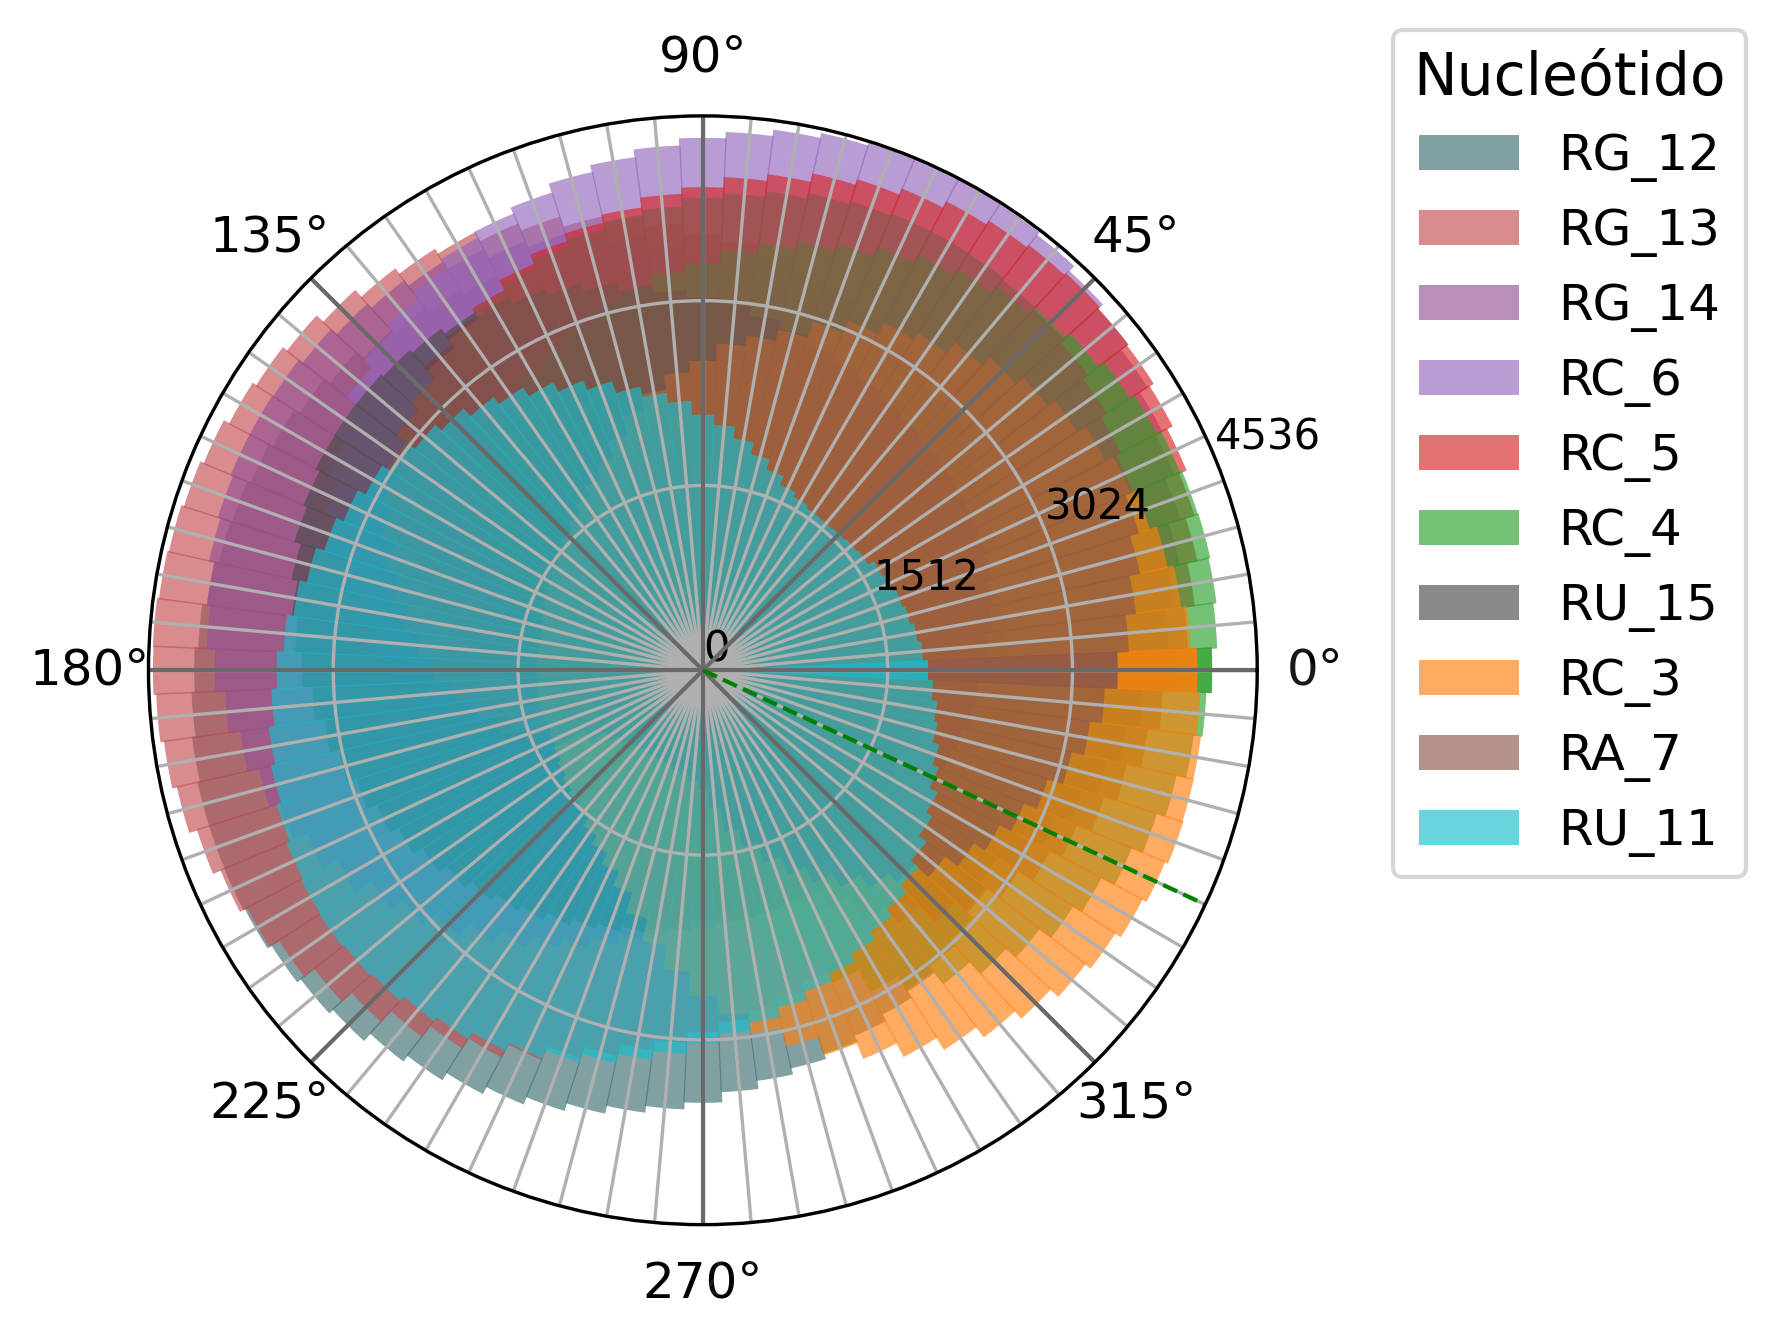 90°
135°
45°
180°
0°
225°
315°
270°
4536
3024
1512
0
Nucleótido
RG_12
RG_13
RG_14
RC_6
RC_5
RC_4
RU_15
RC_3
RA_7
RU_11